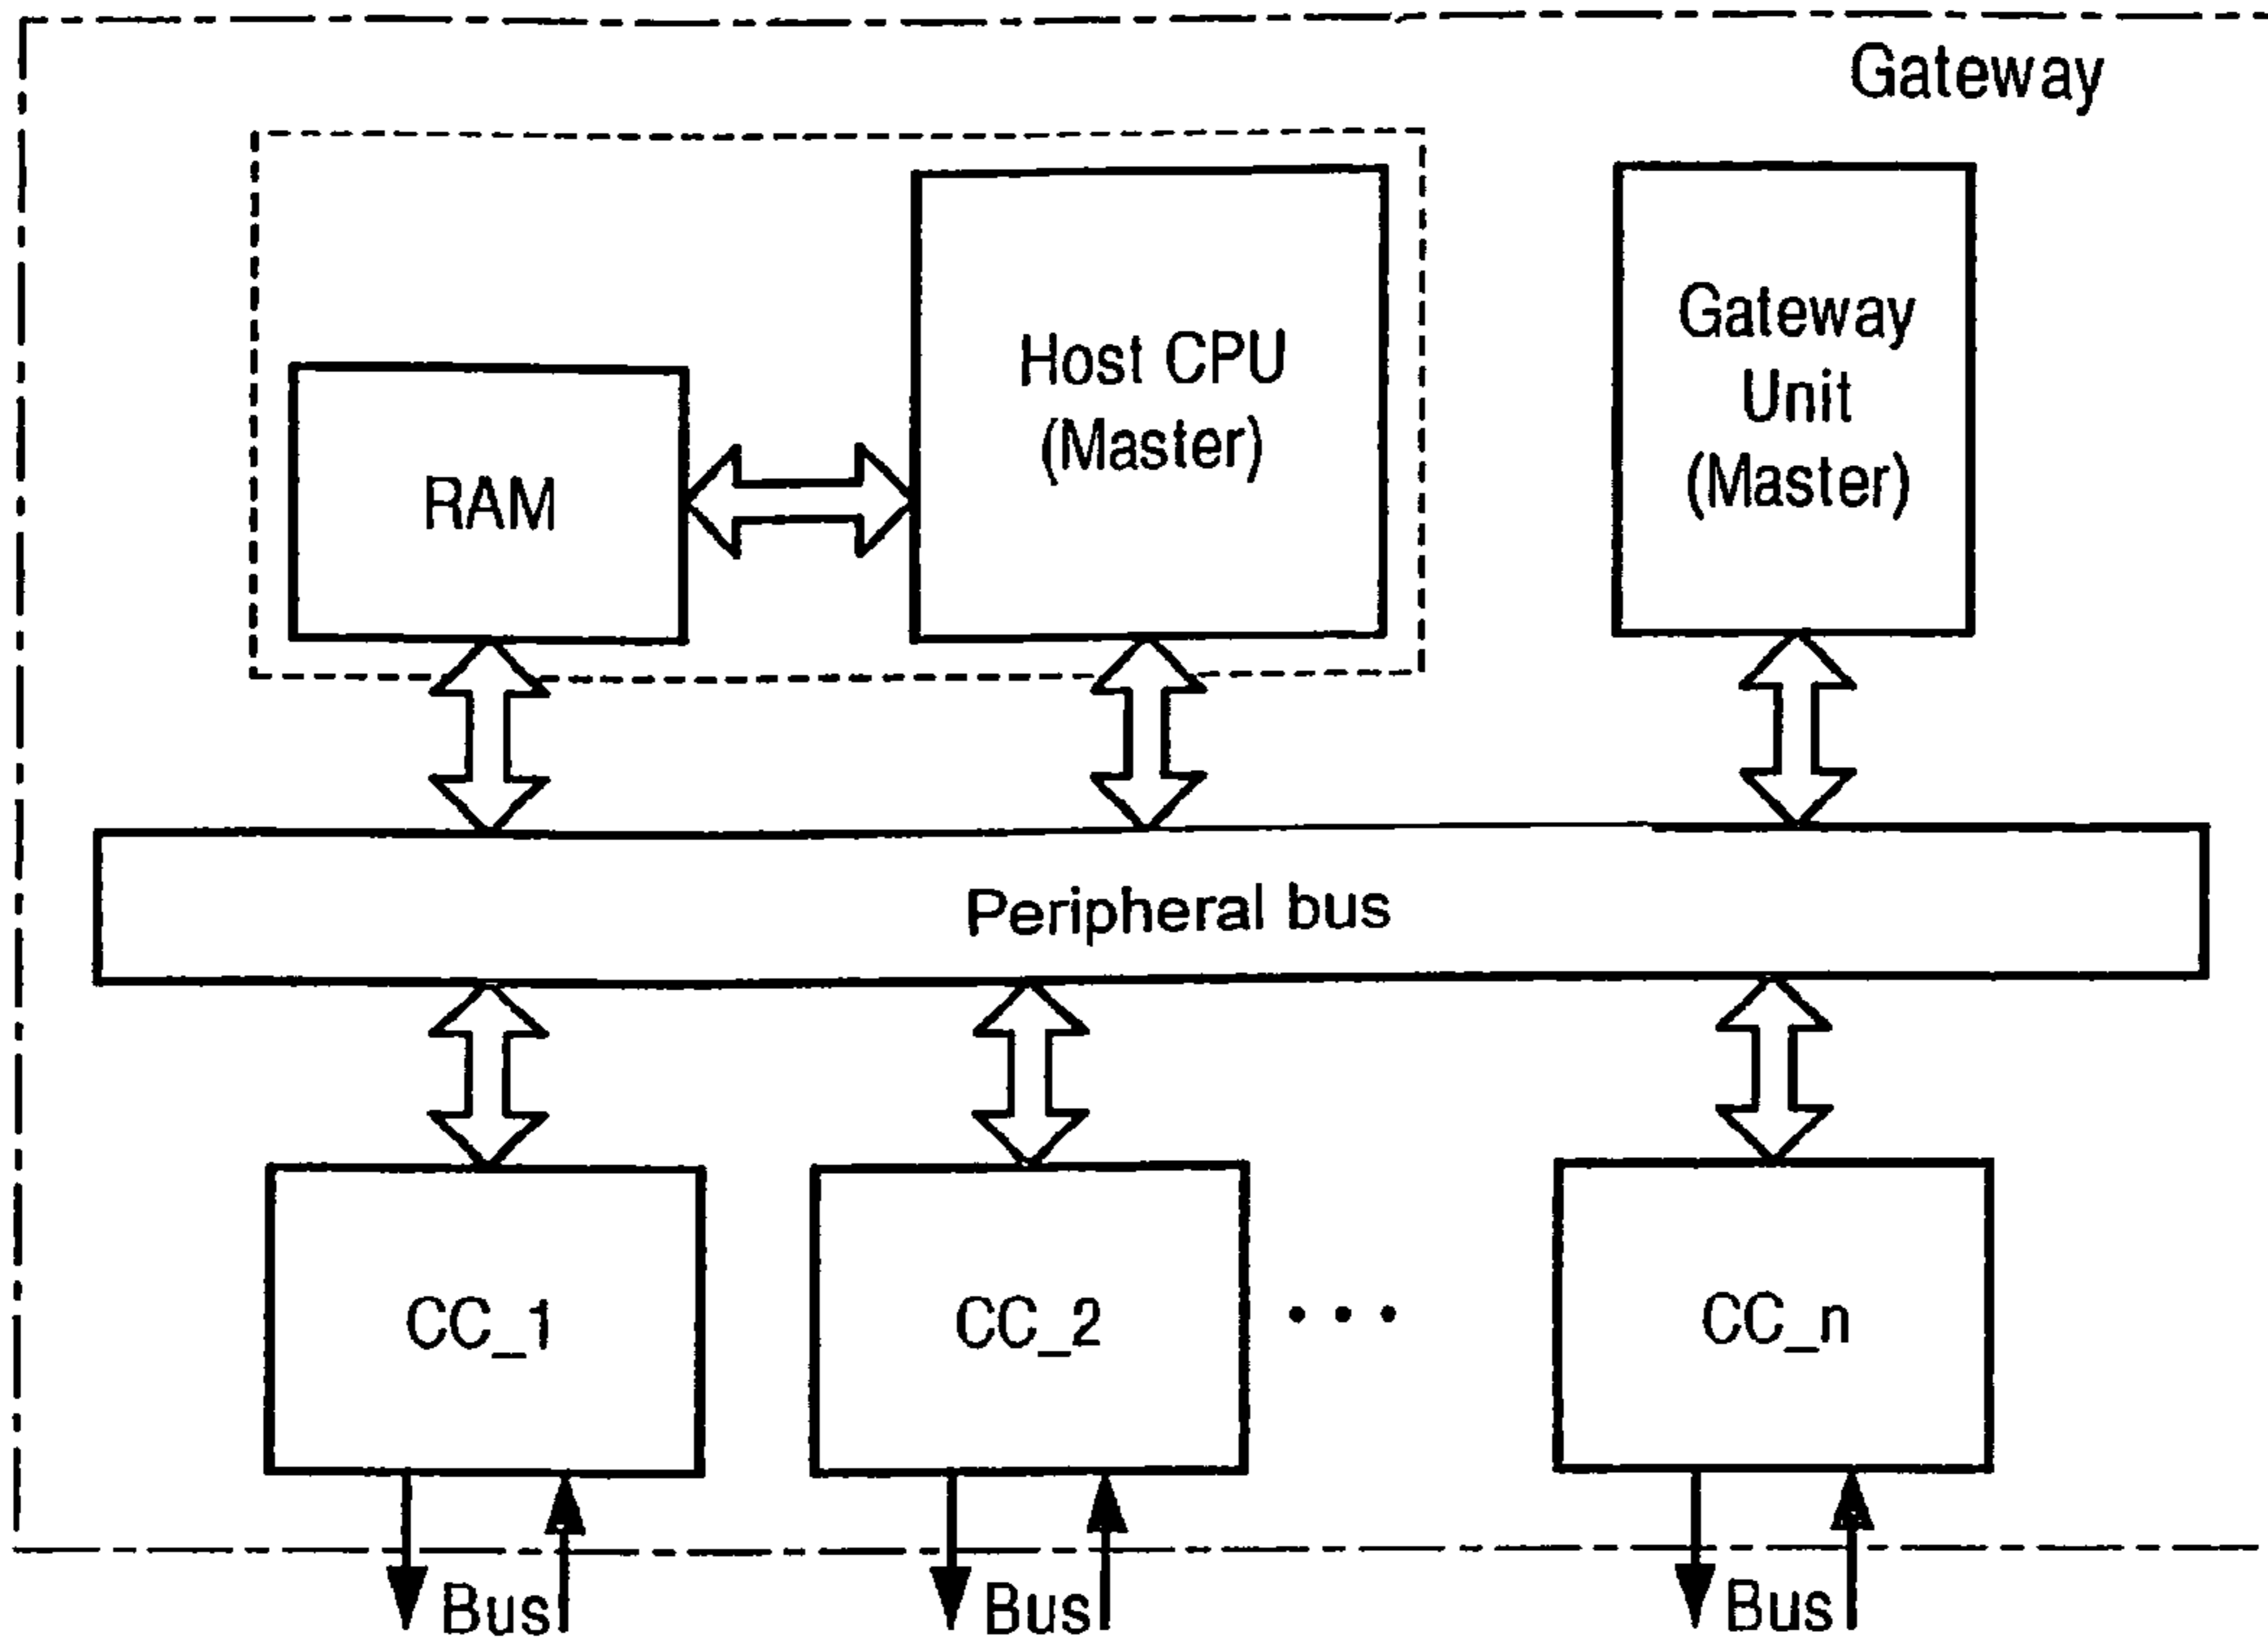 Gateway
Host CPU
(Master)
Gateway
Unit
(Master)
RAM
Peripheral bus
CC_1
CC_2
• • •
CC_n
Bus
Bus
Bus